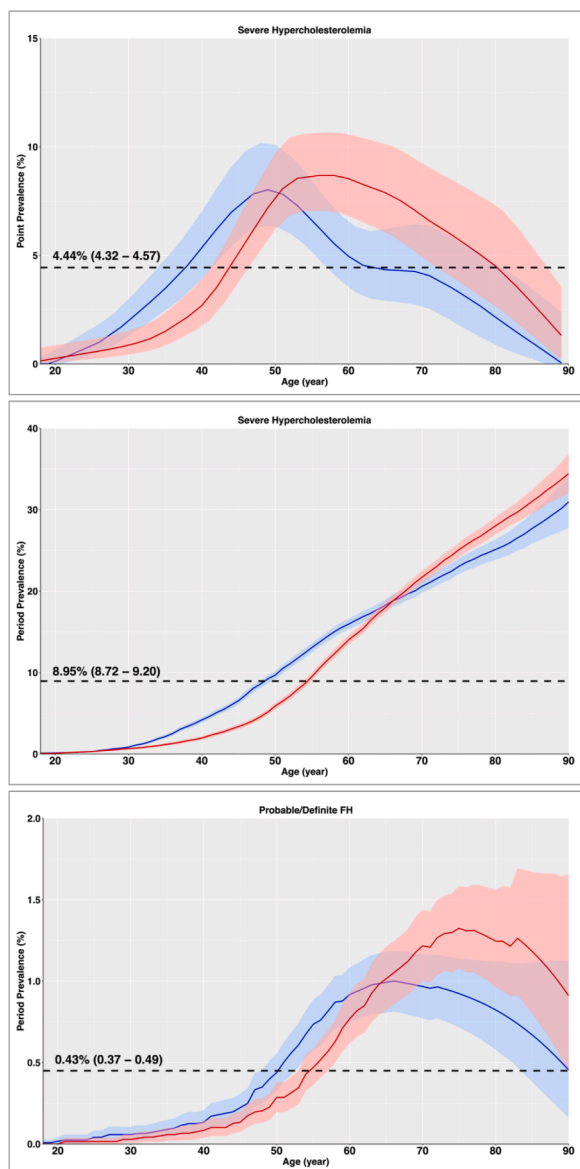 Severe Hypercholesterolemia
Point Prevalence (%)
15
10
5
0
4.44% (4.32 – 4.57)
20 30 40 50 60 70 80 90
Age (year)
Severe Hypercholesterolemia
Period Prevalence (%)
40
30
20
10
0
8.95% (8.72 – 9.20)
20 30 40 50 60 70 80 90
Age (year)
Probable/Definite FH
Period Prevalence (%)
2.0
1.5
1.0
0.5
0.0
0.43% (0.37 – 0.49)
20 30 40 50 60 70 80 90
Age (year)